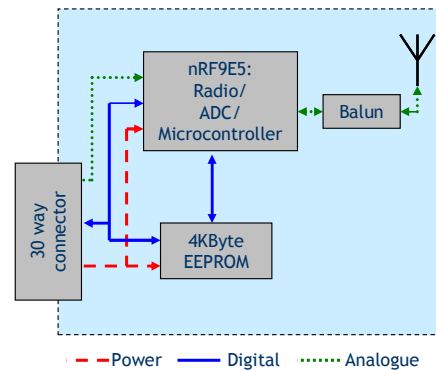 nRF9E5:
Radio/
ADC/
Microcontroller
Balun
30 way
connector
4KByte
EEPROM
Power
Digital
Analogue